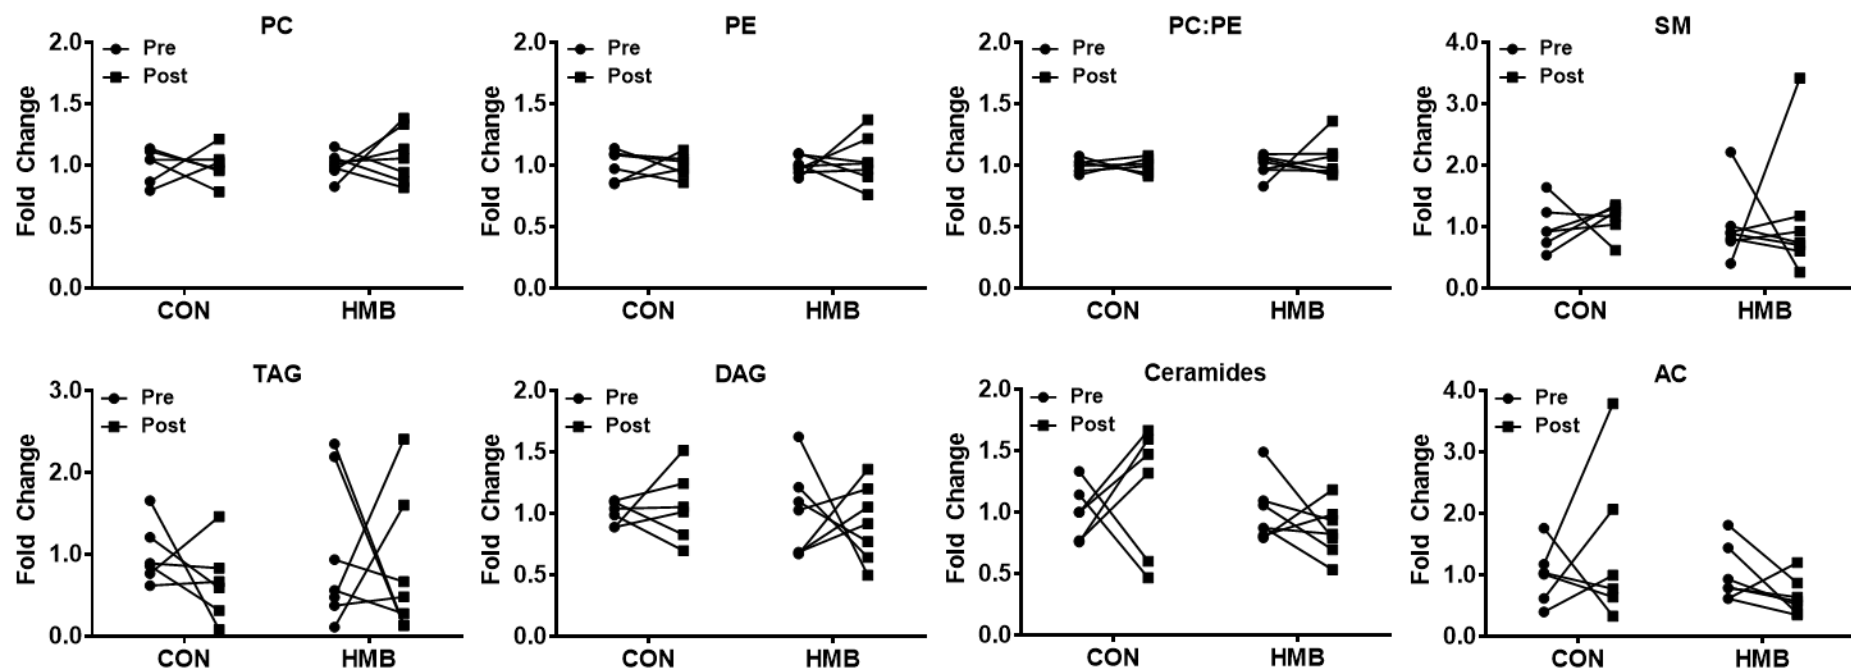 PC
2.0
1.5
1.0
0.5
0.0
Fold Change
Pre
Post
CON HMB
PE
2.0
1.5
1.0
0.5
0.0
Fold Change
Pre
Post
CON HMB
PC:PE
2.0
1.5
1.0
0.5
0.0
Fold Change
Pre
Post
CON HMB
SM
4.0
3.0
2.0
1.0
0.0
Fold Change
Pre
Post
CON HMB
TAG
3.0
2.0
1.0
0.0
Fold Change
Pre
Post
CON HMB
DAG
2.0
1.5
1.0
0.5
0.0
Fold Change
Pre
Post
CON HMB
Ceramides
2.0
1.5
1.0
0.5
0.0
Fold Change
Pre
Post
CON HMB
AC
4.0
3.0
2.0
1.0
0.0
Fold Change
Pre
Post
CON HMB